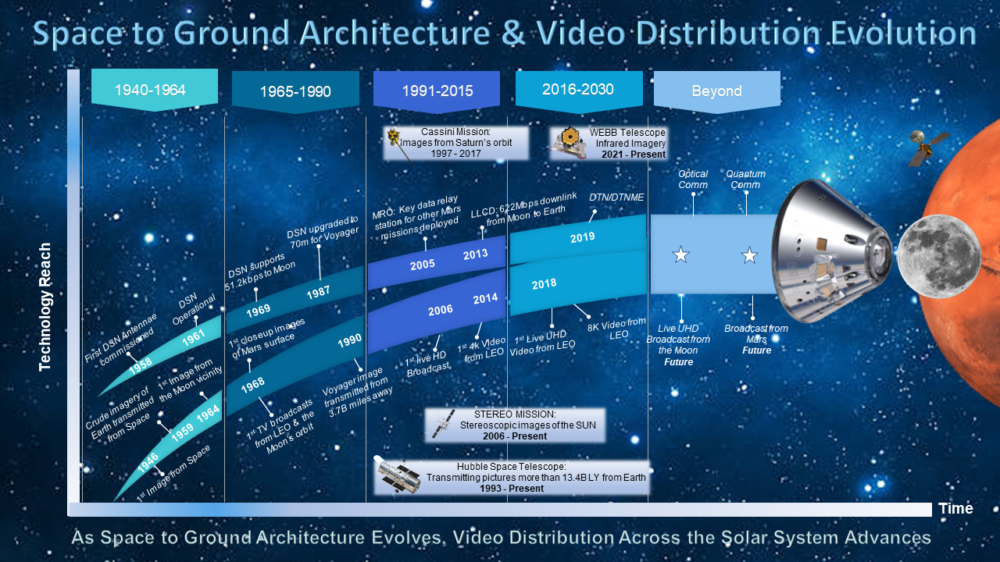 Space to Ground Architecture & Video Distribution Evolution
1940-1964
1965-1990
1991-2015
2016-2030
Beyond
Cassini Mission:
Images from Saturn's orbit
1997 - 2017
WEBB Telescope
Infrared Imagery
2021 - Present
Technology Reach
First DSN Antennae
commissioned
1958
DSN
Operational
1961
DSN supports
51.2kbps to Moon
1969
DSN upgraded to
70m for Voyager
1987
MRO: Key data relay
station for other Mars
missions deployed
2005
LLCD: 622Mbps downlink
from Moon to Earth
2013
DTN/DTNME
2019
Optical
Comm
Quantum
Comm
1st Image from Space
1946
Crude imagery of
Earth transmitted
from Space
1959
1st Image from
the Moon vicinity
1964
1st closeup images
of Mars surface
1968
1st TV broadcasts
from LEO & the
Moon's orbit
1990
Voyager image
transmitted from
3.7B miles away
2006
1st live HD
Broadcast
2014
1st 4k Video
from LEO
2018
1st Live UHD
Video from LEO
8K Video from
LEO
Live UHD
Broadcast from
the Moon
Future
Broadcast from
Mars
Future
STEREO MISSION:
Stereoscopic images of the SUN
2006 - Present
Hubble Space Telescope:
Transmitting pictures more than 13.4B LY from Earth
1993 - Present
Time
As Space to Ground Architecture Evolves, Video Distribution Across the Solar System Advances